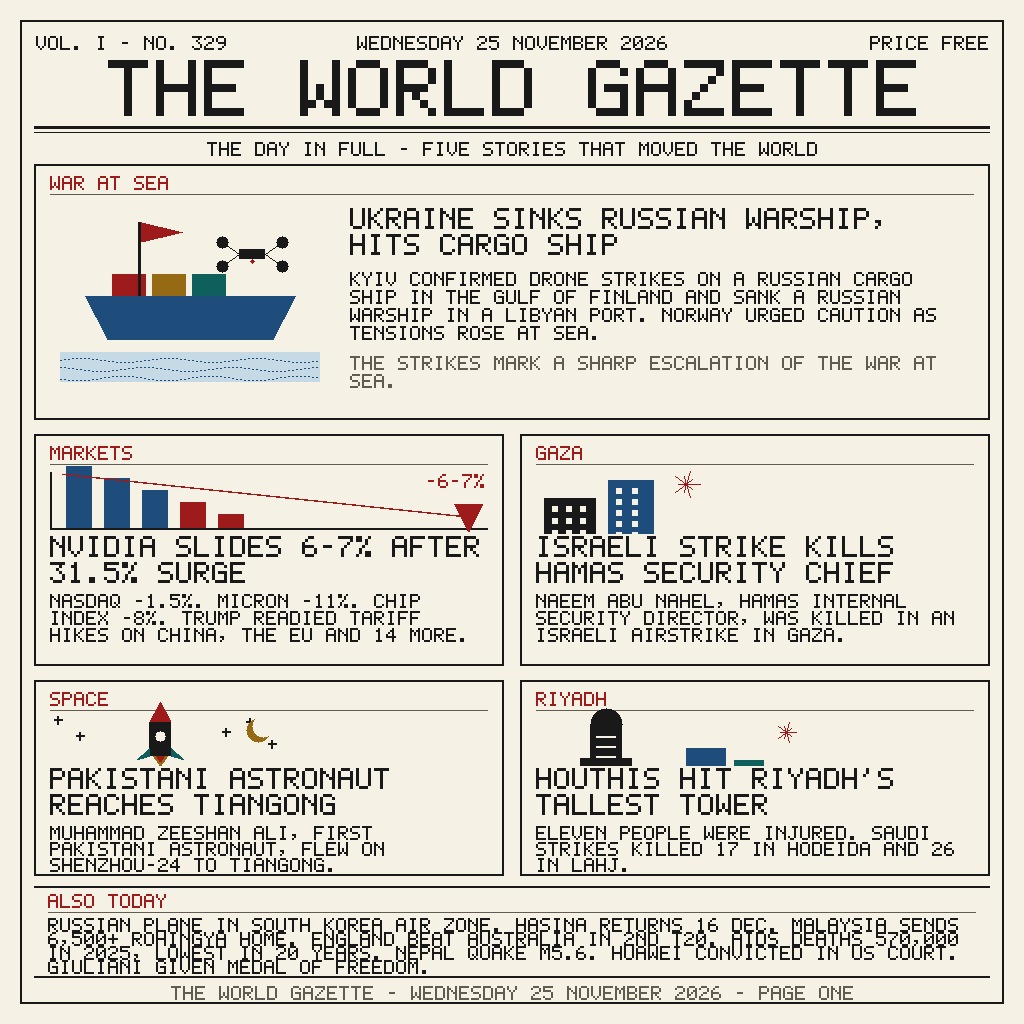 VOL. I - NO. 329
WEDNESDAY 25 NOVEMBER 2026
PRICE FREE
THE WORLD GAZETTE
THE DAY IN FULL - FIVE STORIES THAT MOVED THE WORLD
WAR AT SEA
UKRAINE SINKS RUSSIAN WARSHIP,
HITS CARGO SHIP
KYIV CONFIRMED DRONE STRIKES ON A RUSSIAN CARGO
SHIP IN THE GULF OF FINLAND AND SANK A RUSSIAN
WARSHIP IN A LIBYAN PORT. NORWAY URGED CAUTION AS
TENSIONS ROSE AT SEA.
THE STRIKES MARK A SHARP ESCALATION OF THE WAR AT
SEA.
MARKETS
-6-7%
NVIDIA SLIDES 6-7% AFTER
31.5% SURGE
NASDAQ -1.5%. MICRON -11%. CHIP
INDEX -8%. TRUMP READIED TARIFF
HIKES ON CHINA, THE EU AND 14 MORE.
GAZA
ISRAELI STRIKE KILLS
HAMAS SECURITY CHIEF
NAEEM ABU NAHEL, HAMAS INTERNAL
SECURITY DIRECTOR, WAS KILLED IN AN
ISRAELI AIRSTRIKE IN GAZA.
SPACE
PAKISTANI ASTRONAUT
REACHES TIANGONG
MUHAMMAD ZEESHAN ALI, FIRST
PAKISTANI ASTRONAUT, FLEW ON
SHENZHOU-24 TO TIANGONG.
RIYADH
HOUTHIS HIT RIYADH'S
TALLEST TOWER
ELEVEN PEOPLE WERE INJURED. SAUDI
STRIKES KILLED 17 IN HODEIDA AND 26
IN LAHJ.
ALSO TODAY
RUSSIAN PLANE IN SOUTH KOREA AIR ZONE. HASINA RETURNS 16 DEC. MALAYSIA SENDS
6,500+ ROHINGYA HOME. ENGLAND BEAT AUSTRALIA IN 2ND T20. AIDS DEATHS 570,000
IN 2025, LOWEST IN 20 YEARS. NEPAL QUAKE M5.6. HUAWEI CONVICTED IN US COURT.
GIULIANI GIVEN MEDAL OF FREEDOM.
THE WORLD GAZETTE - WEDNESDAY 25 NOVEMBER 2026 - PAGE ONE